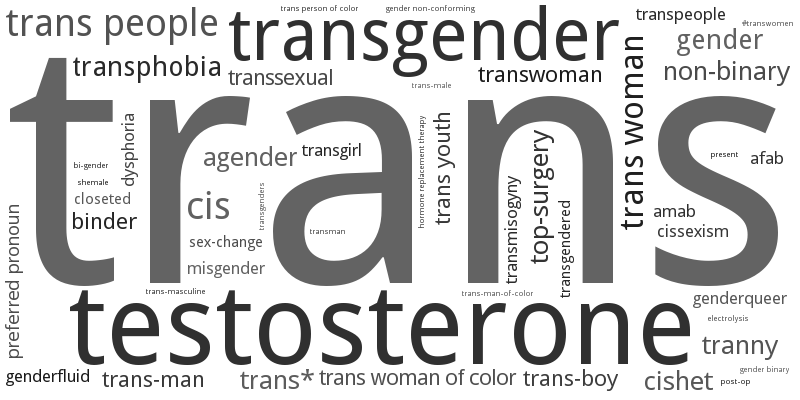 trans person of color
gender non-conforming
trans people
transgender
transpeople
#transwomen
gender
transphobia
transsexual
transwoman
non-binary
trans-male
trans
trans woman
dysphoria
agender
transgirl
hormone replacement therapy
trans youth
top-surgery
present
afab
bi-gender
shemale
closeted
binder
cis
transgenders
transman
transmisogyny
transgendered
amab
cissexism
sex-change
misgender
preferred pronoun
trans-masculine
trans-man-of-color
genderqueer
testosterone
electrolysis
tranny
gender binary
genderfluid
trans-man
trans*
trans woman of color
trans-boy
cishet
post-op